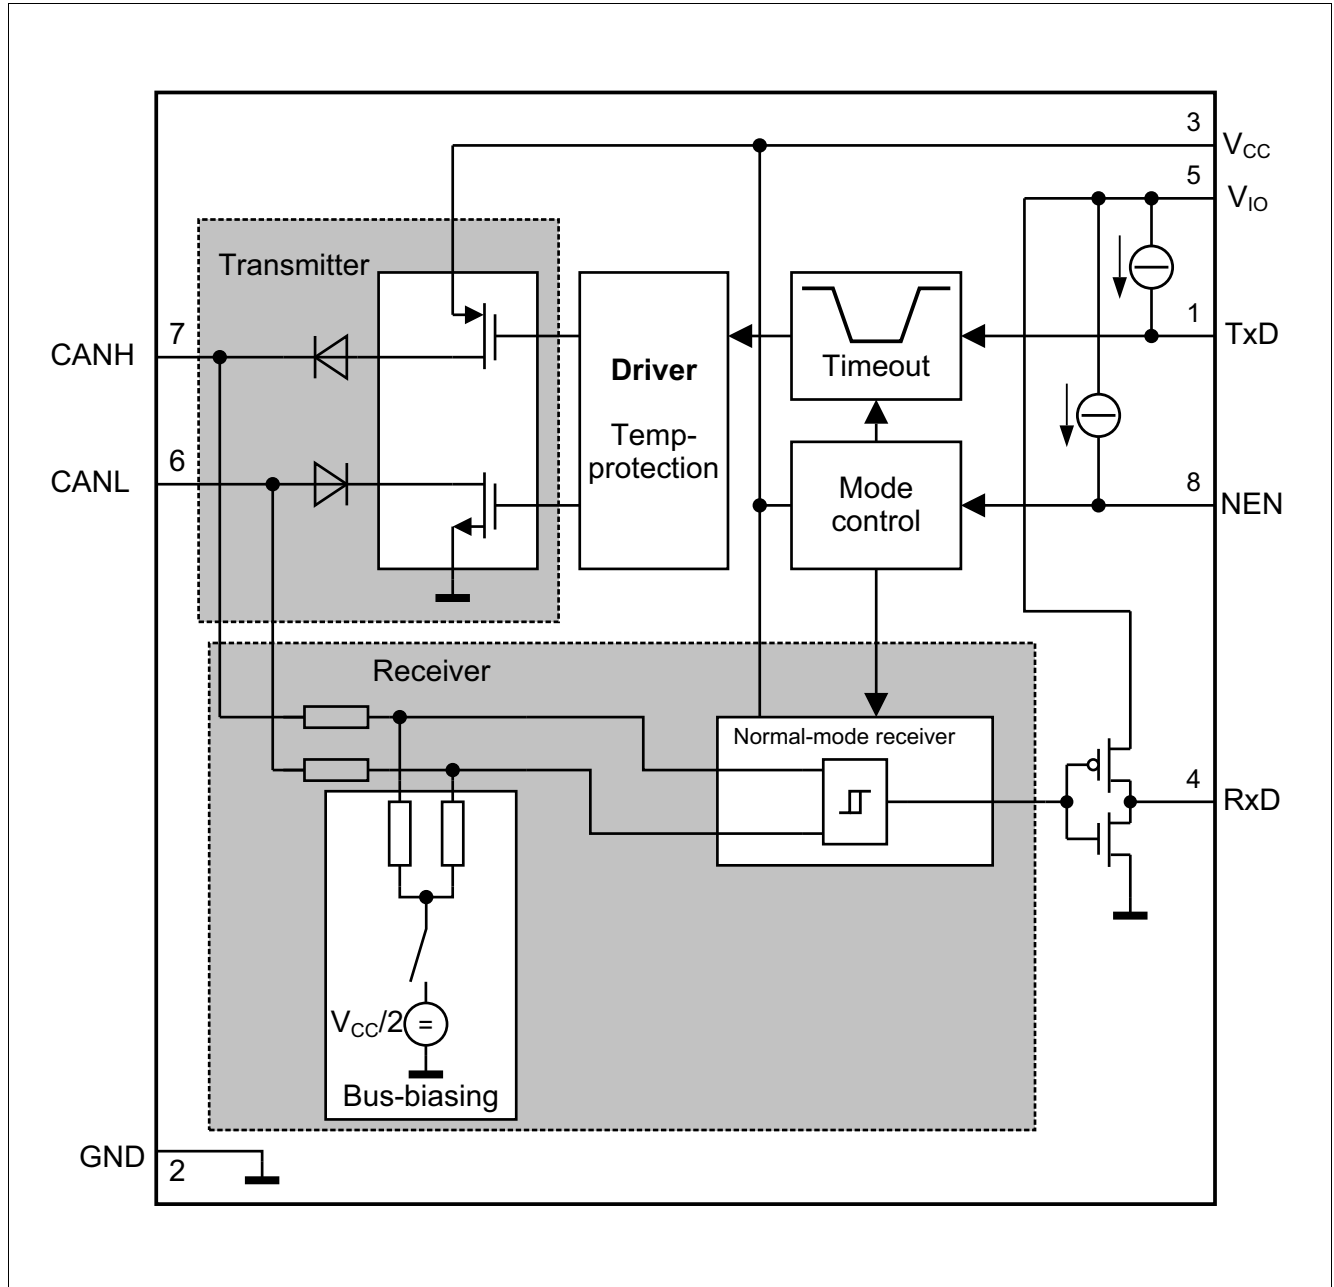 3
VCC
5
VIO
Transmitter
7
CANH
Driver
Temp-
protection
Timeout
1
TxD
6
CANL
Mode
control
8
NEN
Receiver
Normal-mode receiver
4
RxD
VCC/2
=
Bus-biasing
GND
2